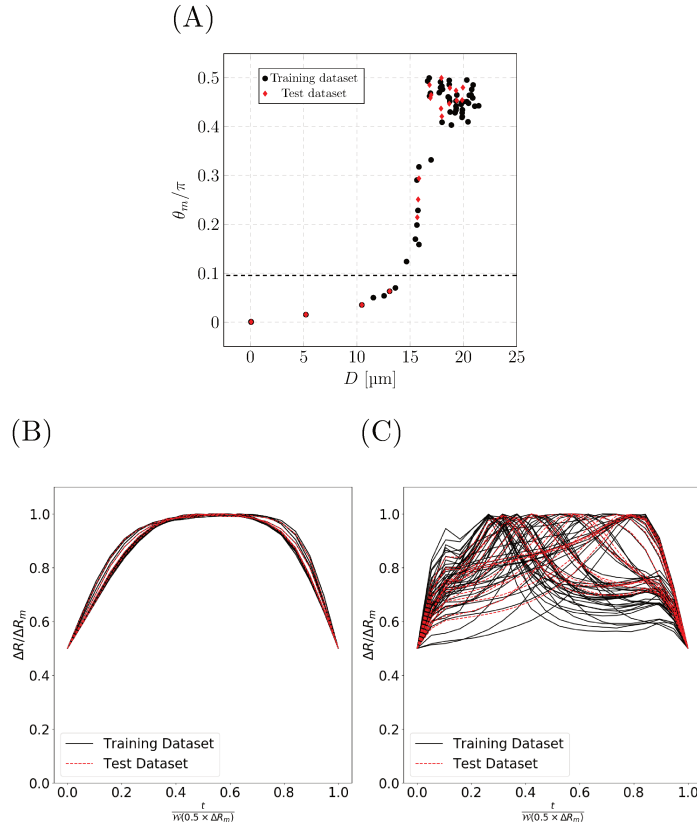 (A)
0.5
0.4
0.3
0.2
0.1
0
θₘ/π
Training dataset
Test dataset
0 5 10 15 20 25
D [µm]
(B)
1.0
0.8
0.6
0.4
0.2
0.0
ΔR/ΔRₘ
Training Dataset
Test Dataset
0.0 0.2 0.4 0.6 0.8 1.0
t
𝒲(0.5 × ΔRₘ)
(C)
1.0
0.8
0.6
0.4
0.2
0.0
ΔR/ΔRₘ
Training Dataset
Test Dataset
0.0 0.2 0.4 0.6 0.8 1.0
t
𝒲(0.5 × ΔRₘ)